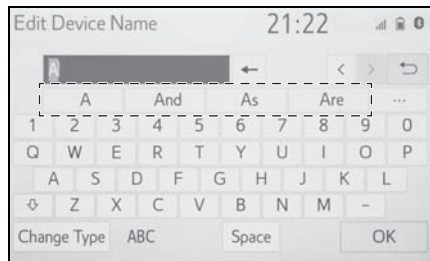 Edit Device Name 21:22 0
A ← < >
A And As Are ...
1 2 3 4 5 6 7 8 9 0
Q W E R T Y U I O P
A S D F G H J K L
Z X C V B N M -
Change Type ABC Space OK